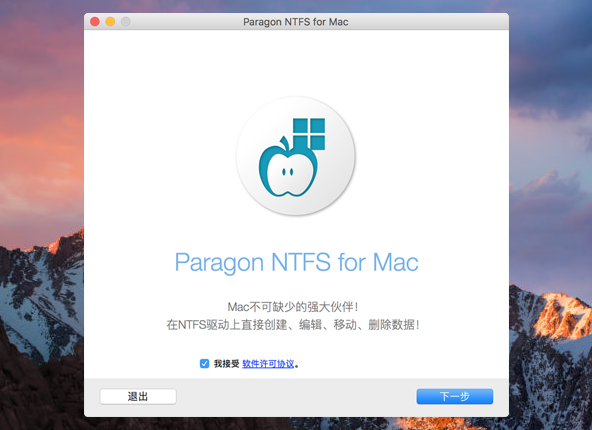 Paragon NTFS for Mac
Paragon NTFS for Mac
Mac不可缺少的强大伙伴！
在NTFS驱动上直接创建、编辑、移动、删除数据！
我接受 软件许可协议。
退出 下一步